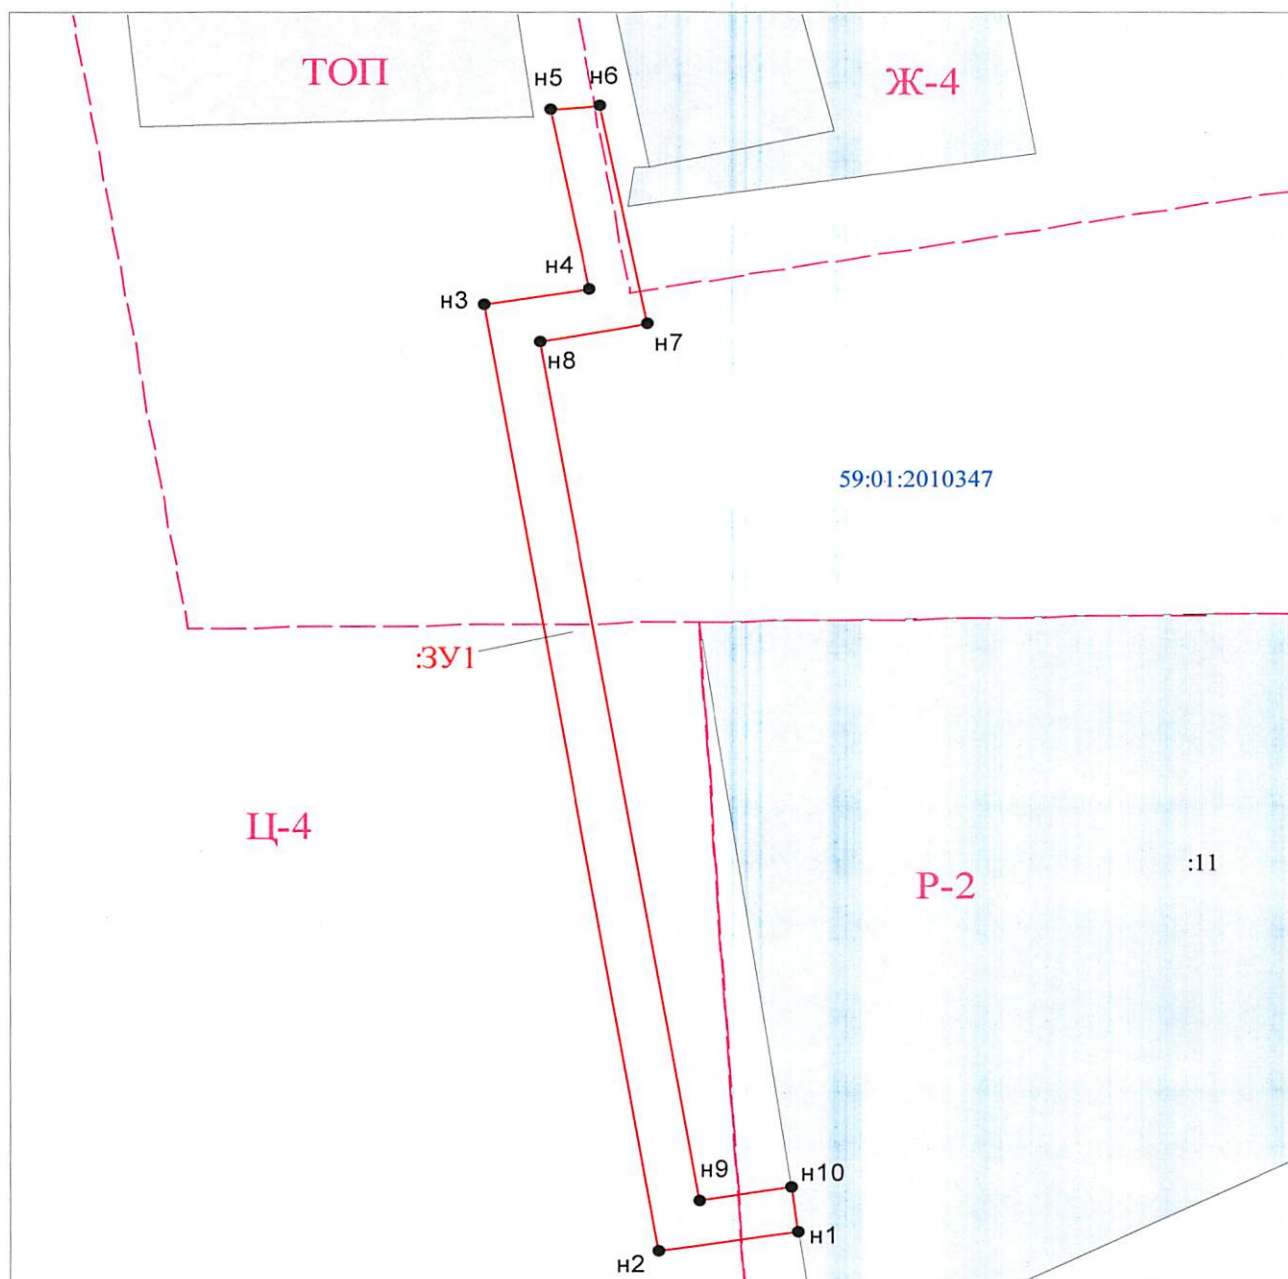 ТОП
н5
н6
Ж-4
н4
н3
н7
н8
59:01:2010347
:ЗУ1
Ц-4
:11
Р-2
н9
н10
н1
н2